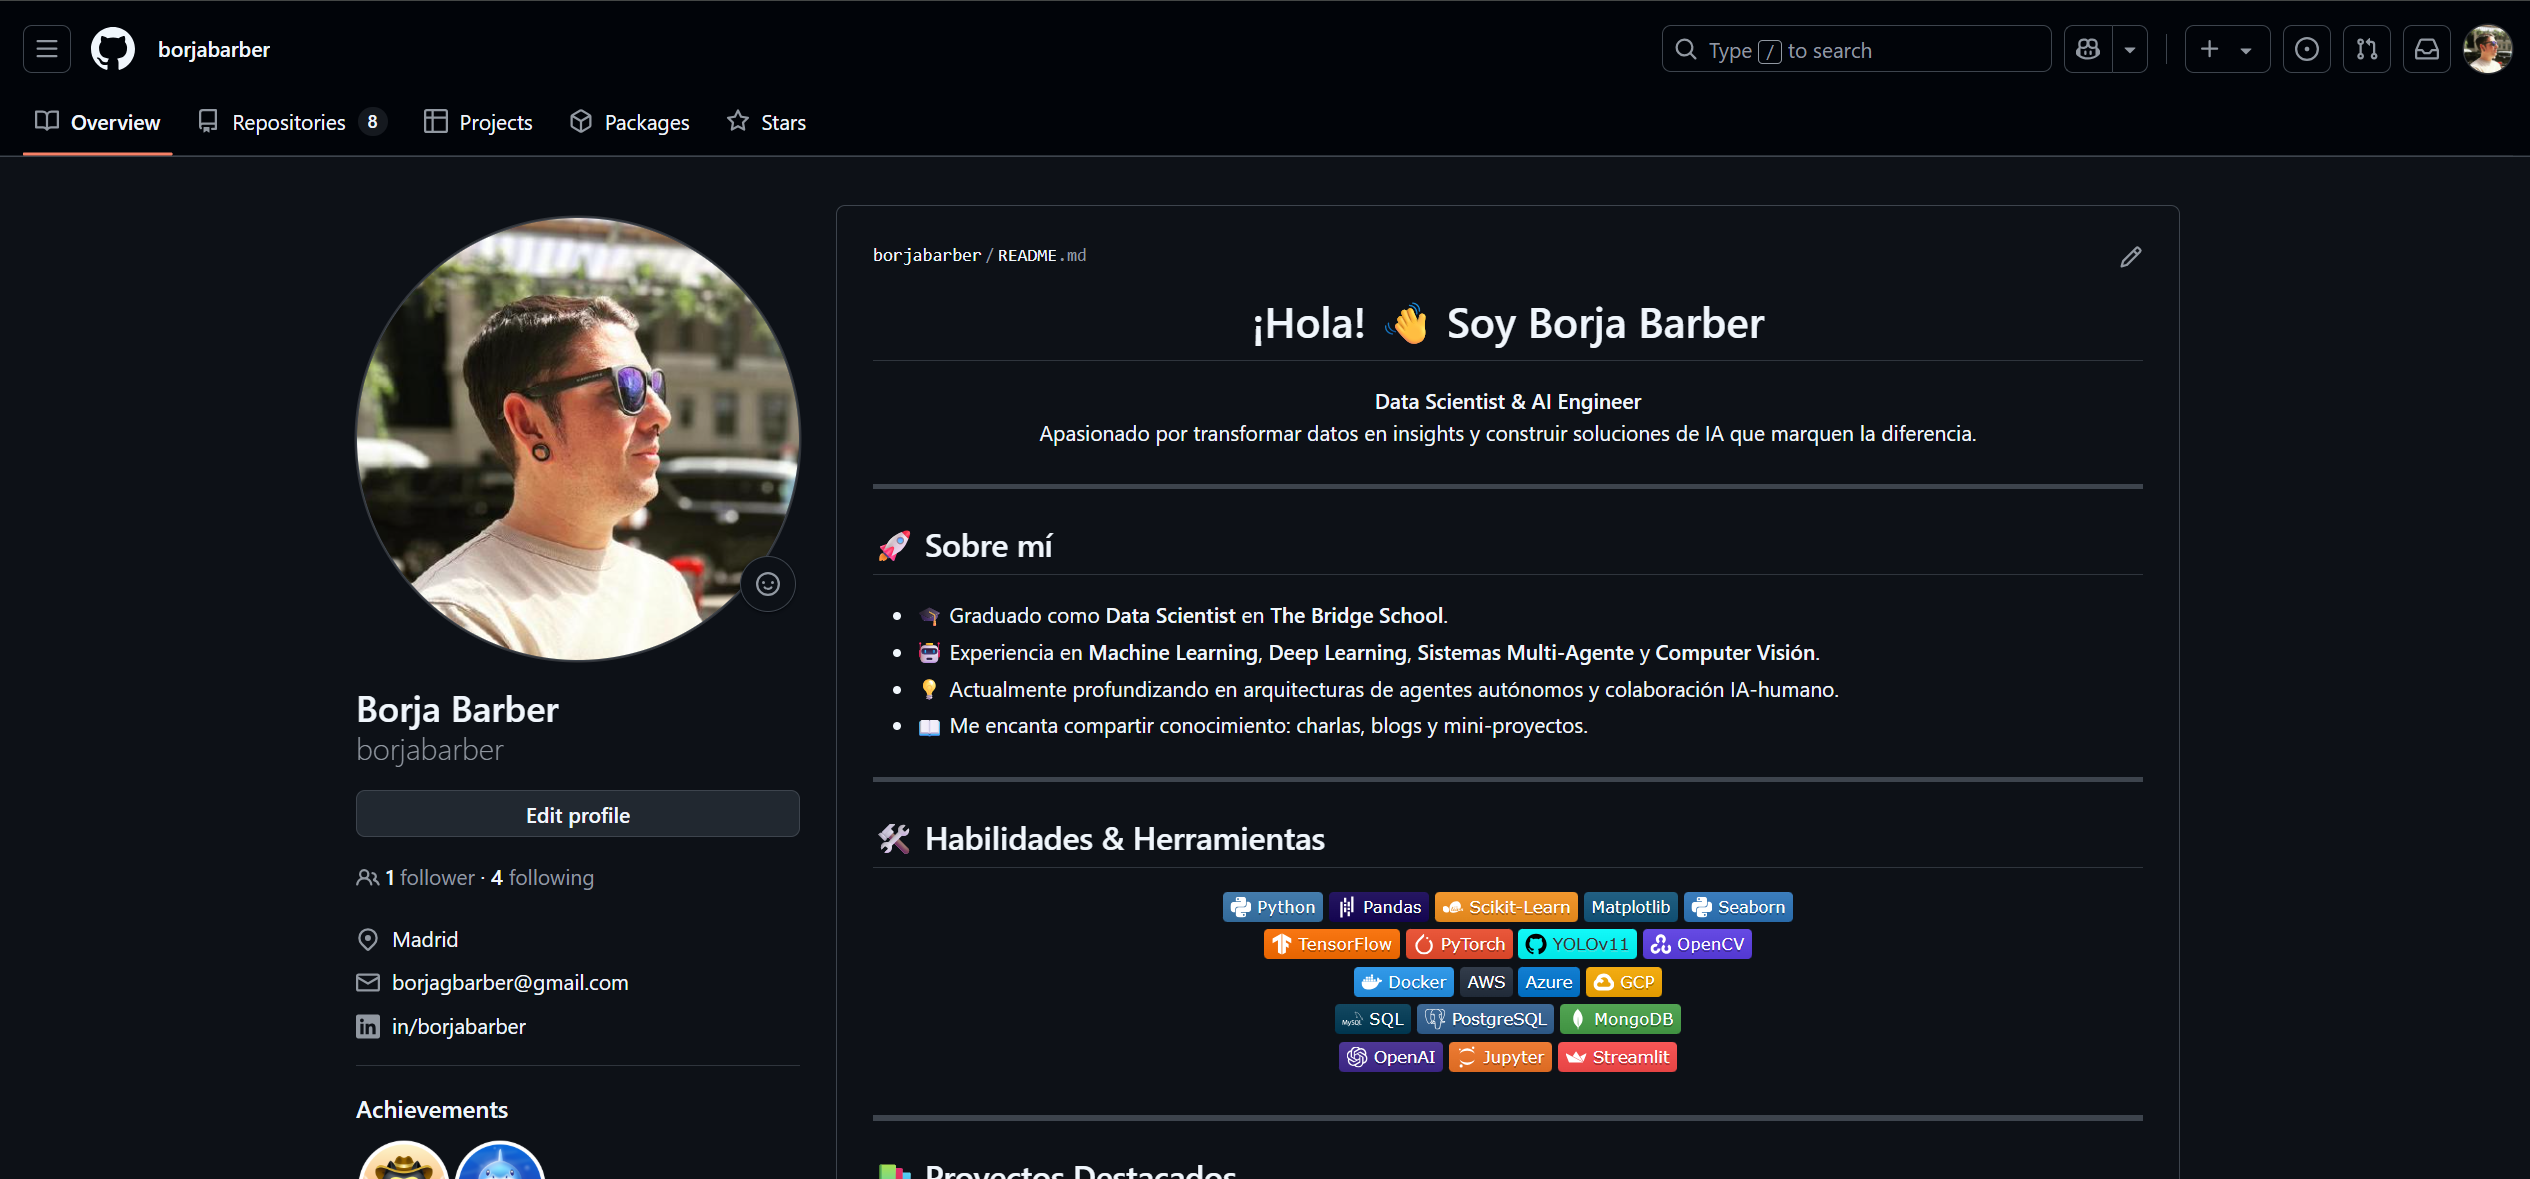 borjabarber
Type / to search
Overview
Repositories 8
Projects
Packages
Stars
Borja Barber
borjabarber
Edit profile
1 follower · 4 following
Madrid
borjagbarber@gmail.com
in/borjabarber
Achievements
borjabarber / README.md
¡Hola! 👋 Soy Borja Barber
Data Scientist & AI Engineer
Apasionado por transformar datos en insights y construir soluciones de IA que marquen la diferencia.
🚀 Sobre mí
🎓 Graduado como Data Scientist en The Bridge School.
🤖 Experiencia en Machine Learning, Deep Learning, Sistemas Multi-Agente y Computer Visión.
💡 Actualmente profundizando en arquitecturas de agentes autónomos y colaboración IA-humano.
📖 Me encanta compartir conocimiento: charlas, blogs y mini-proyectos.
🛠️ Habilidades & Herramientas
Python Pandas Scikit-Learn Matplotlib Seaborn
TensorFlow PyTorch YOLOv11 OpenCV
Docker AWS Azure GCP
MySQL SQL PostgreSQL MongoDB
OpenAI Jupyter Streamlit
Proyectos Destacados